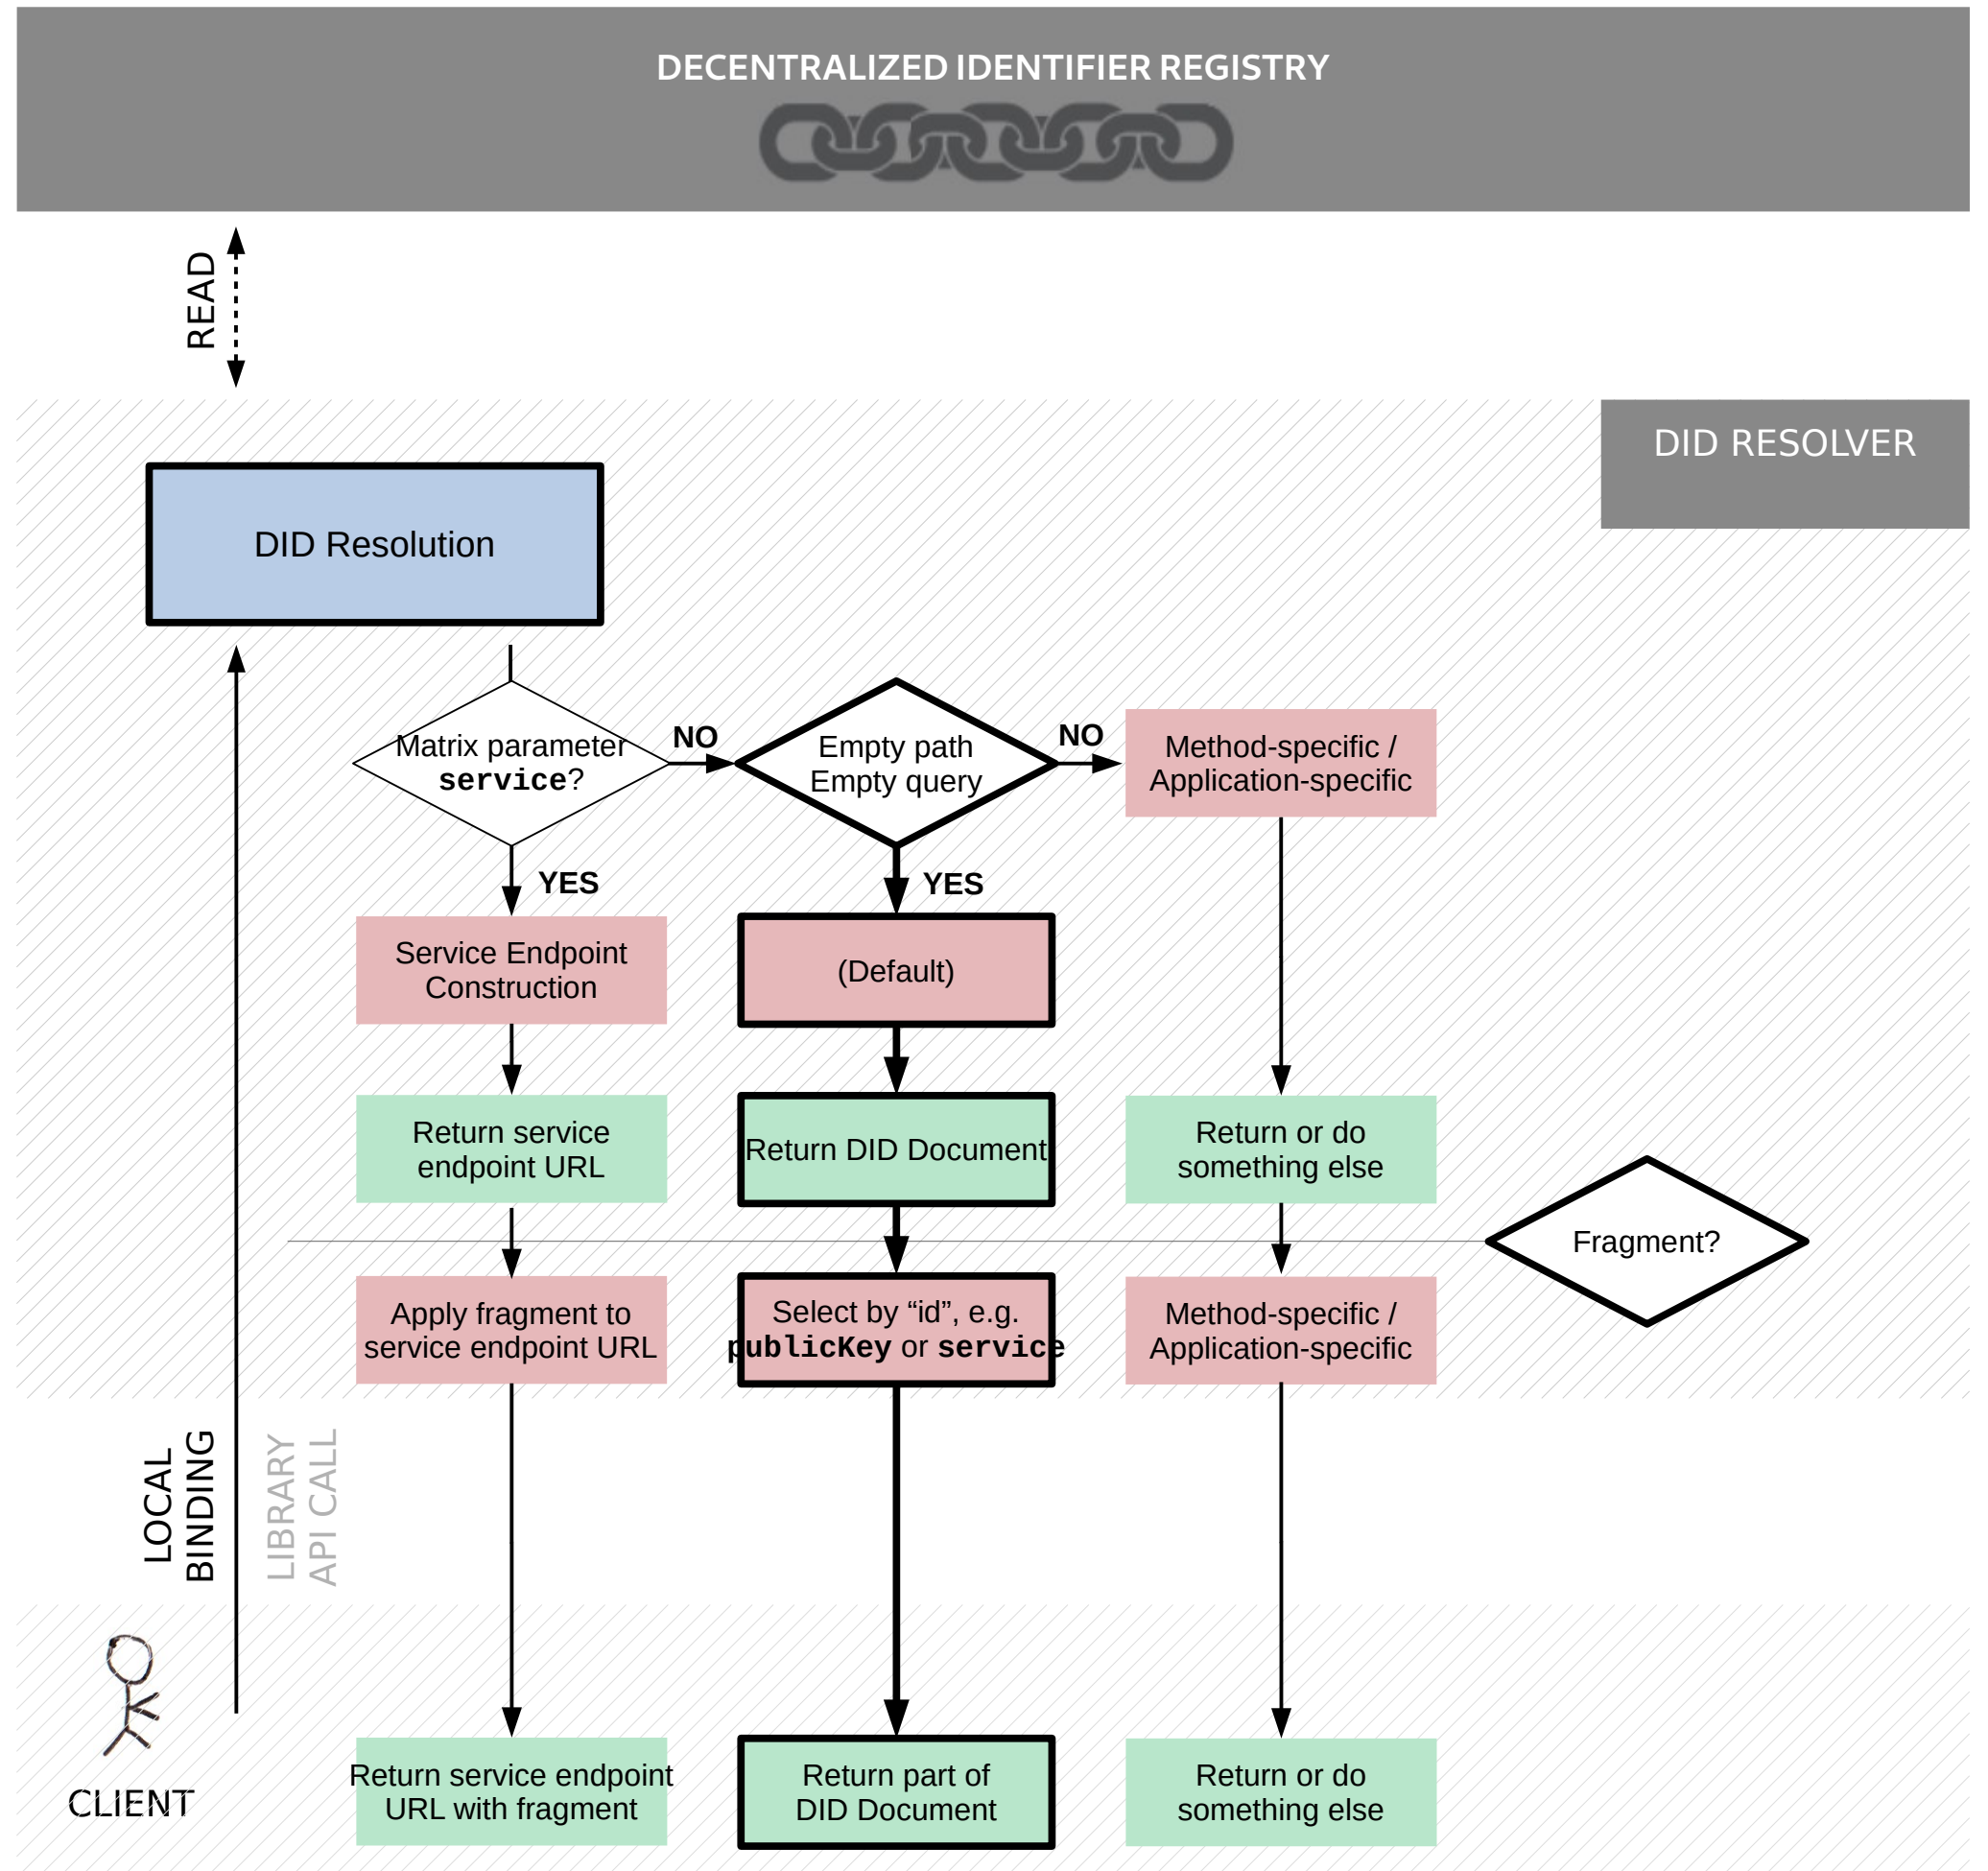 DECENTRALIZED IDENTIFIER REGISTRY
READ
DID RESOLVER
DID Resolution
Matrix parameter
service?
NO
Empty path
Empty query
NO
Method-specific /
Application-specific
YES
YES
Service Endpoint
Construction
(Default)
Return service
endpoint URL
Return DID Document
Return or do
something else
Fragment?
Apply fragment to
service endpoint URL
Select by “id”, e.g.
publicKey or service
Method-specific /
Application-specific
LOCAL
BINDING
LIBRARY
API CALL
CLIENT
Return service endpoint
URL with fragment
Return part of
DID Document
Return or do
something else